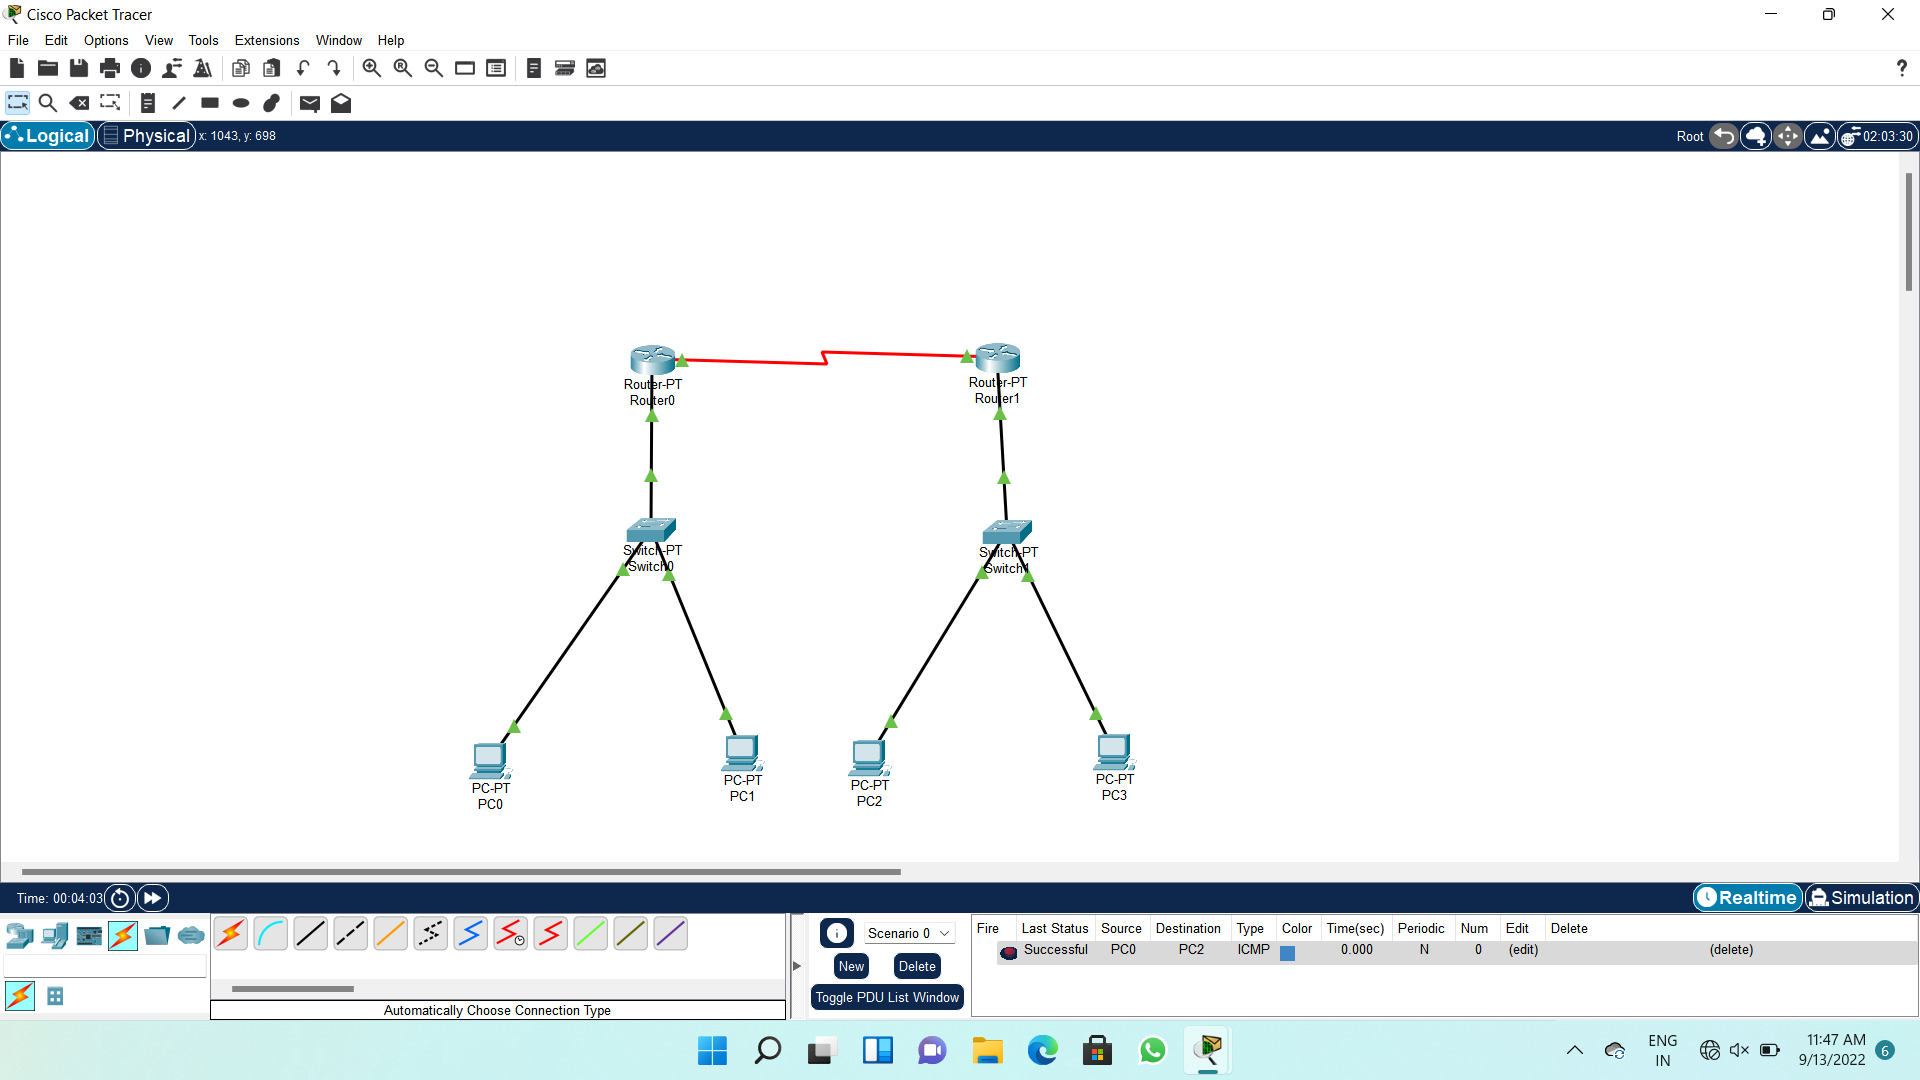 Cisco Packet Tracer
File Edit Options View Tools Extensions Window Help
Logical Physical x: 1043, y: 698 Root 02:03:30
Router-PT
Router0
Router-PT
Router1
Switch-PT
Switch0
Switch-PT
Switch1
PC-PT
PC0
PC-PT
PC1
PC-PT
PC2
PC-PT
PC3
Time: 00:04:03 Realtime Simulation
Scenario 0
New Delete
Toggle PDU List Window
Fire Last Status Source Destination Type Color Time(sec) Periodic Num Edit Delete
Successful PC0 PC2 ICMP 0.000 N 0 (edit) (delete)
Automatically Choose Connection Type
ENG
IN
11:47 AM
9/13/2022
6